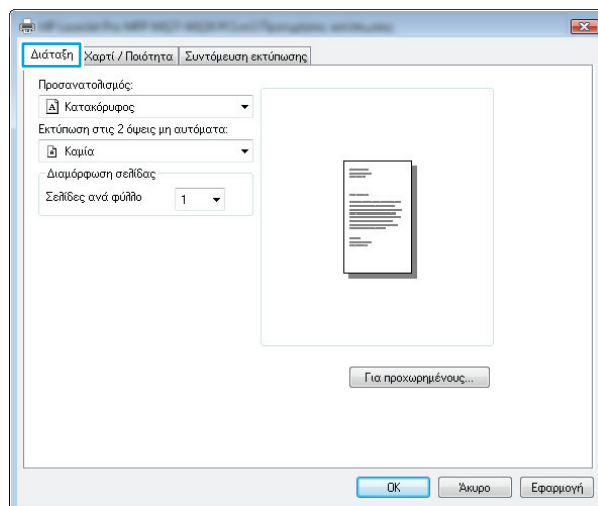 Διάταξη Χαρτί / Ποιότητα Συντόμευση εκτύπωσης
Προσανατολισμός:
Κατακόρυφος
Εκτύπωση στις 2 όψεις μη αυτόματα:
Καμία
Διαμόρφωση σελίδας
Σελίδες ανά φύλλο 1
Για προχωρημένους...
OK Άκυρο Εφαρμογή